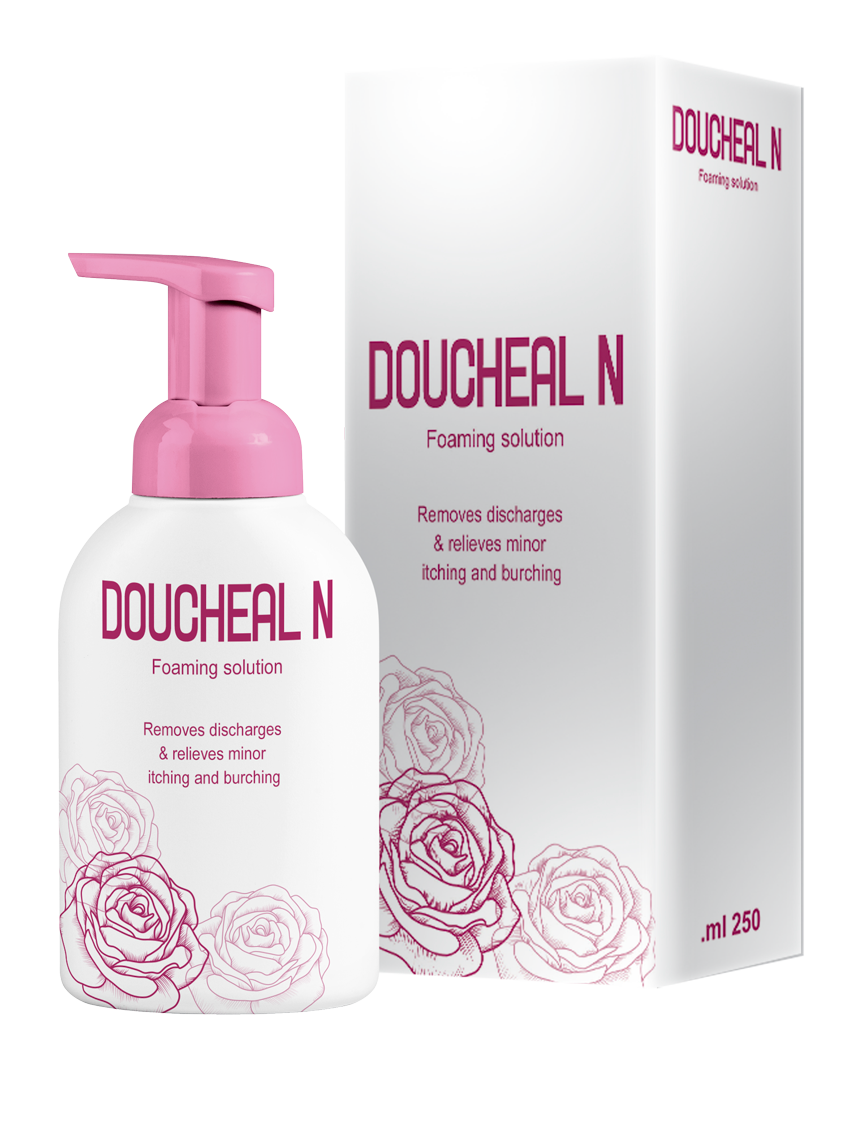 DOUCHEAL N
Foaming solution
Removes discharges
& relieves minor
itching and burching
DOUCHEAL N
Foaming solution
Removes discharges
& relieves minor
itching and burching
DOUCHEAL N
Foaming solution
.ml 250